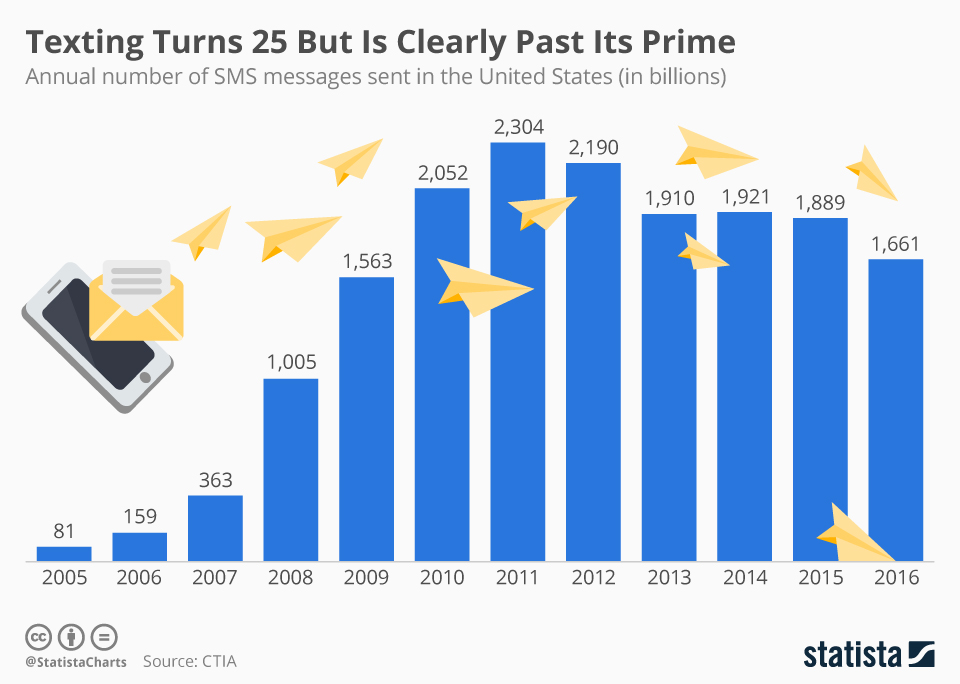 Texting Turns 25 But Is Clearly Past Its Prime
Annual number of SMS messages sent in the United States (in billions)
81
159
363
1,005
1,563
2,052
2,304
2,190
1,910
1,921
1,889
1,661
2005 2006 2007 2008 2009 2010 2011 2012 2013 2014 2015 2016
cc
@StatistaCharts Source: CTIA
statista